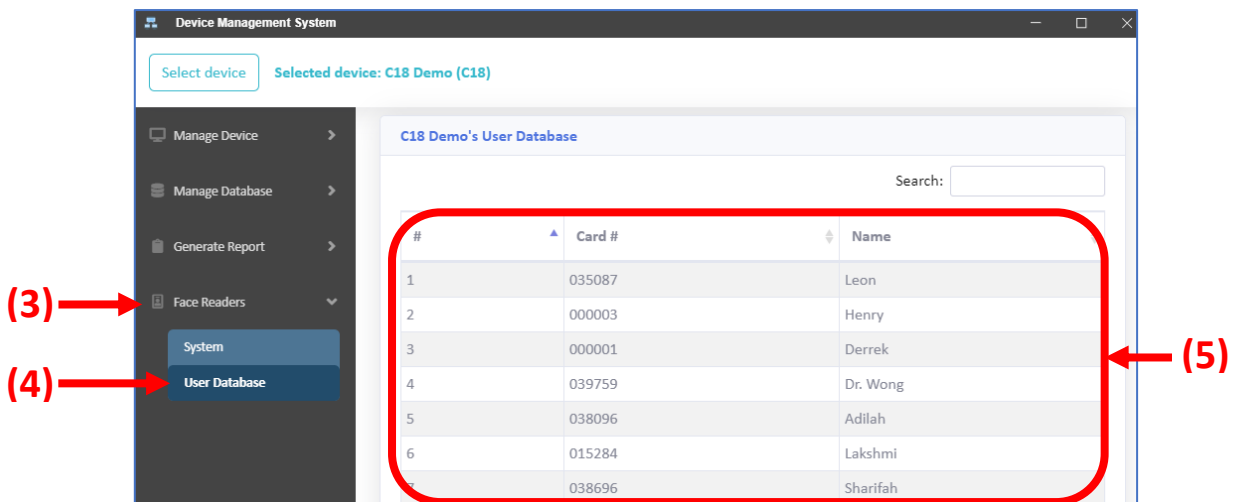 Device Management System
Select device
Selected device: C18 Demo (C18)
Manage Device
Manage Database
Generate Report
(3)
Face Readers
System
(4)
User Database
C18 Demo's User Database
Search:
# Card # Name
1 035087 Leon
2 000003 Henry
3 000001 Derrek
(5)
4 039759 Dr. Wong
5 038096 Adilah
6 015284 Lakshmi
7 038696 Sharifah